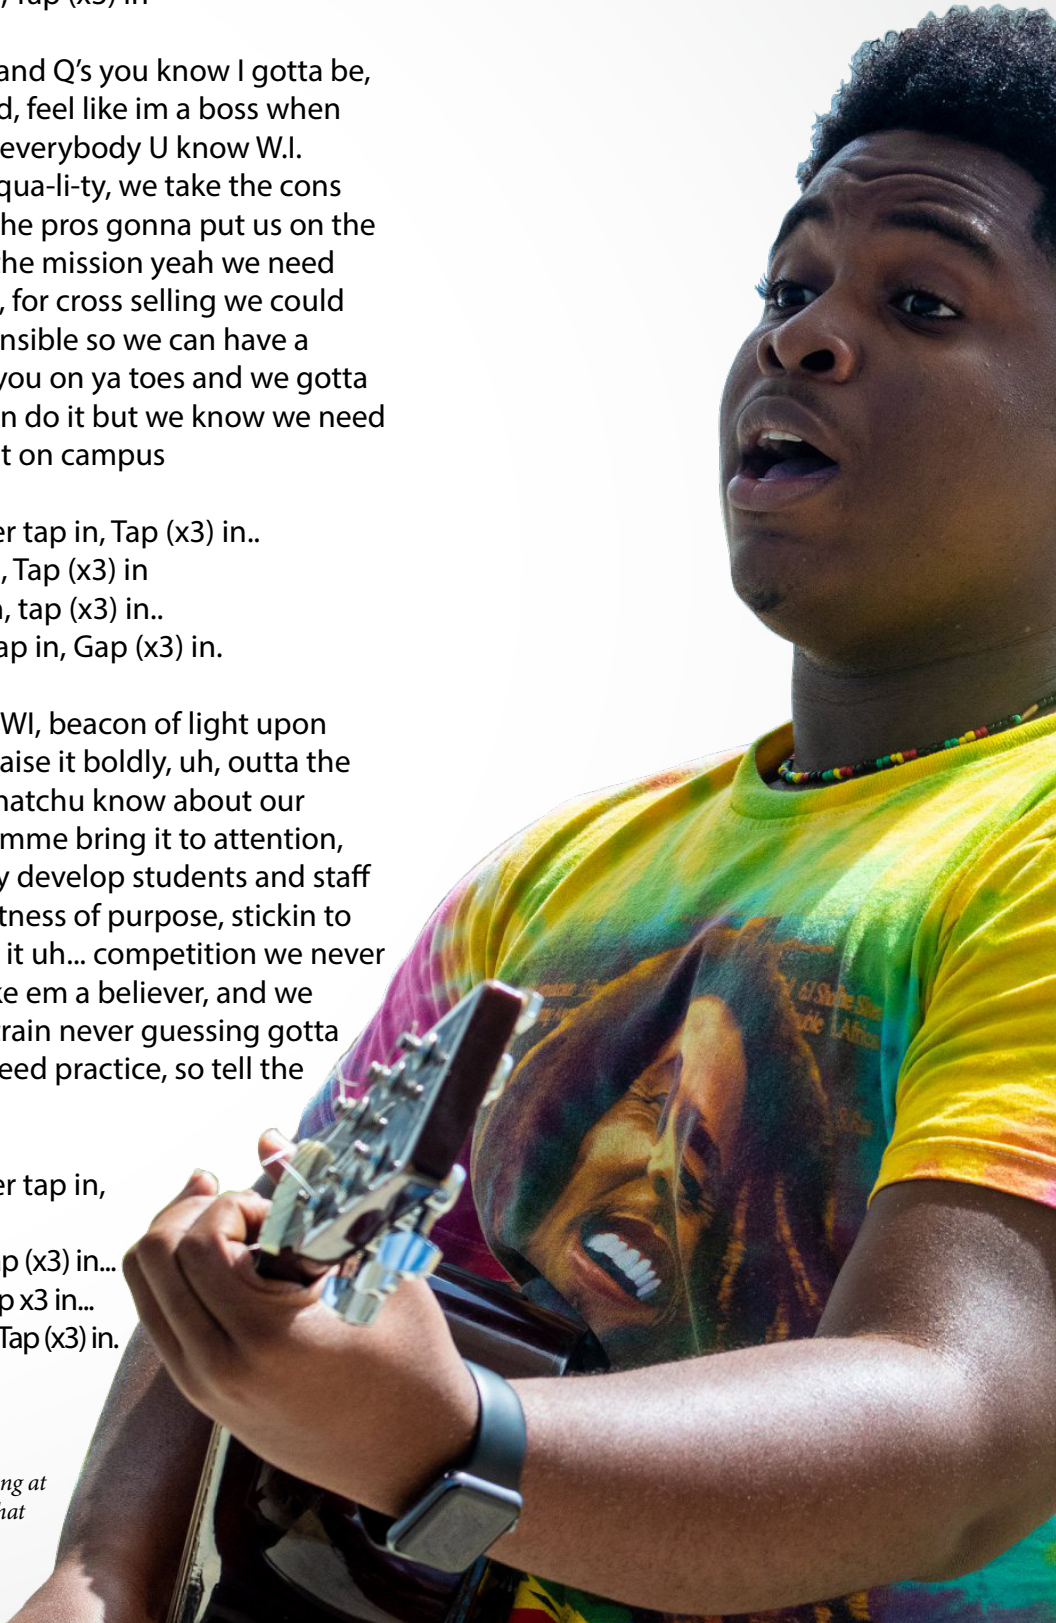 , Tap (x3) in
and Q’s you know I gotta be,
d, feel like im a boss when
everybody U know W.I.
qua-li-ty, we take the cons
he pros gonna put us on the
he mission yeah we need
, for cross selling we could
nsible so we can have a
you on ya toes and we gotta
n do it but we know we need
t on campus
er tap in, Tap (x3) in..
, Tap (x3) in
, tap (x3) in..
ap in, Gap (x3) in.
WI, beacon of light upon
aise it boldly, uh, outta the
hatchu know about our
mme bring it to attention,
y develop students and staff
tness of purpose, stickin to
it uh... competition we never
ke em a believer, and we
train never guessing gotta
eed practice, so tell the
er tap in,
p (x3) in...
p x3 in...
Tap (x3) in.
ng at
hat